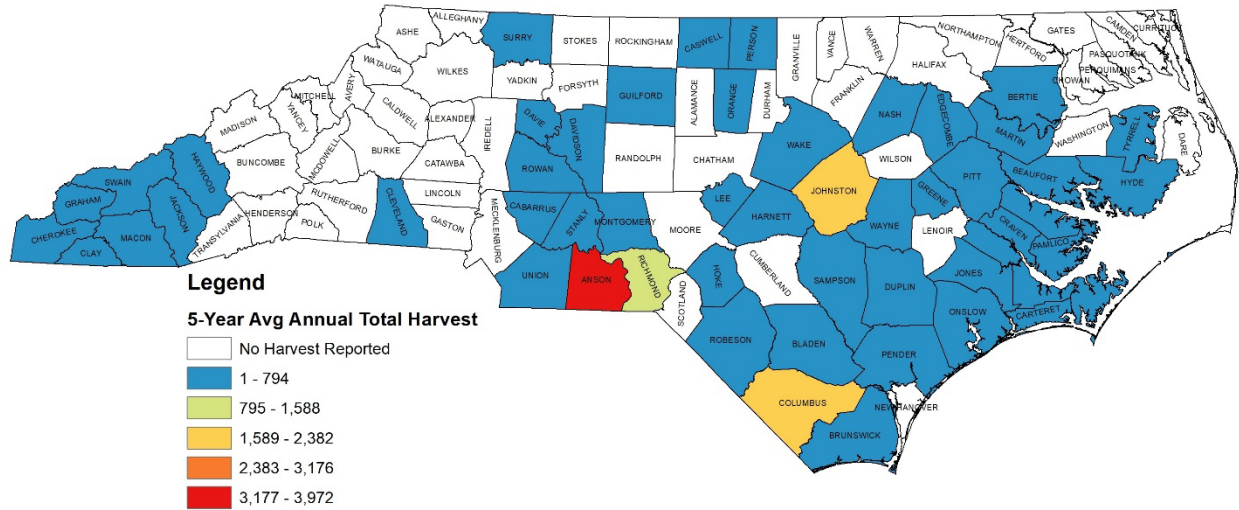 ALLEGHANY
ASHE
SURRY
STOKES
ROCKINGHAM
CASWELL
PERSON
GRANVILLE
VANCE
WARREN
NORTHAMPTON
HERTFORD
GATES
CAMDEN
CURRITUCK
PASQUOTANK
PERQUIMANS
CHOWAN
HALIFAX
WATAUGA
WILKES
YADKIN
FORSYTH
GUILFORD
ALAMANCE
ORANGE
DURHAM
FRANKLIN
NASH
EDGECOMBE
BERTIE
MARTIN
WASHINGTON
TYRRELL
DARE
MITCHELL
AVERY
YANCEY
MADISON
CALDWELL
ALEXANDER
IREDELL
DAVIE
DAVIDSON
RANDOLPH
CHATHAM
WAKE
WILSON
PITT
BEAUFORT
HYDE
HAYWOOD
BUNCOMBE
MCDOWELL
BURKE
CATAWBA
ROWAN
JOHNSTON
GREENE
SWAIN
GRAHAM
JACKSON
CHEROKEE
MACON
CLAY
TRANSYLVANIA
HENDERSON
POLK
RUTHERFORD
CLEVELAND
LINCOLN
GASTON
MECKLENBURG
CABARRUS
STANLY
MONTGOMERY
MOORE
LEE
HARNETT
WAYNE
LENOIR
CRAVEN
PAMLICO
UNION
ANSON
RICHMOND
SCOTLAND
HOKE
CUMBERLAND
SAMPSON
DUPLIN
JONES
ONSLOW
CARTERET
ROBESON
BLADEN
PENDER
COLUMBUS
NEW HANOVER
BRUNSWICK
Legend
5-Year Avg Annual Total Harvest
No Harvest Reported
1 - 794
795 - 1,588
1,589 - 2,382
2,383 - 3,176
3,177 - 3,972